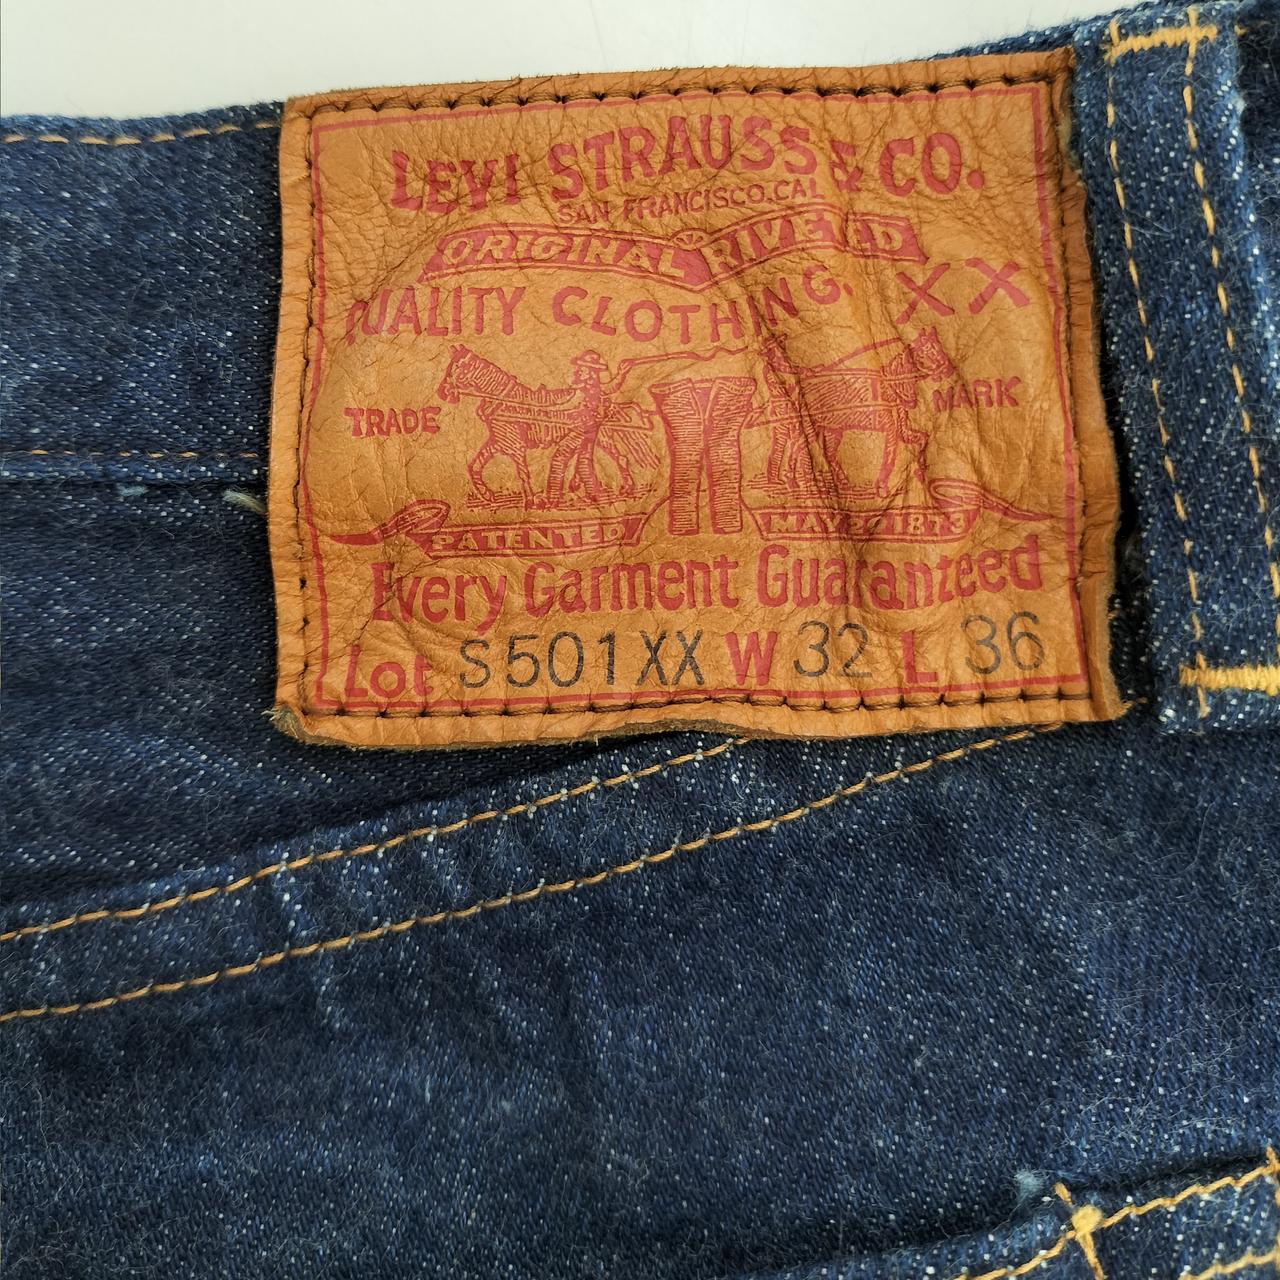 LEVI STRAUSS & CO.
SAN FRANCISCO, CAL
ORIGINAL RIVETED
QUALITY CLOTHING. XX
TRADE MARK
PATENTED MAY 20 1873
Every Garment Guaranteed
Lot S501XX W 32 L 36